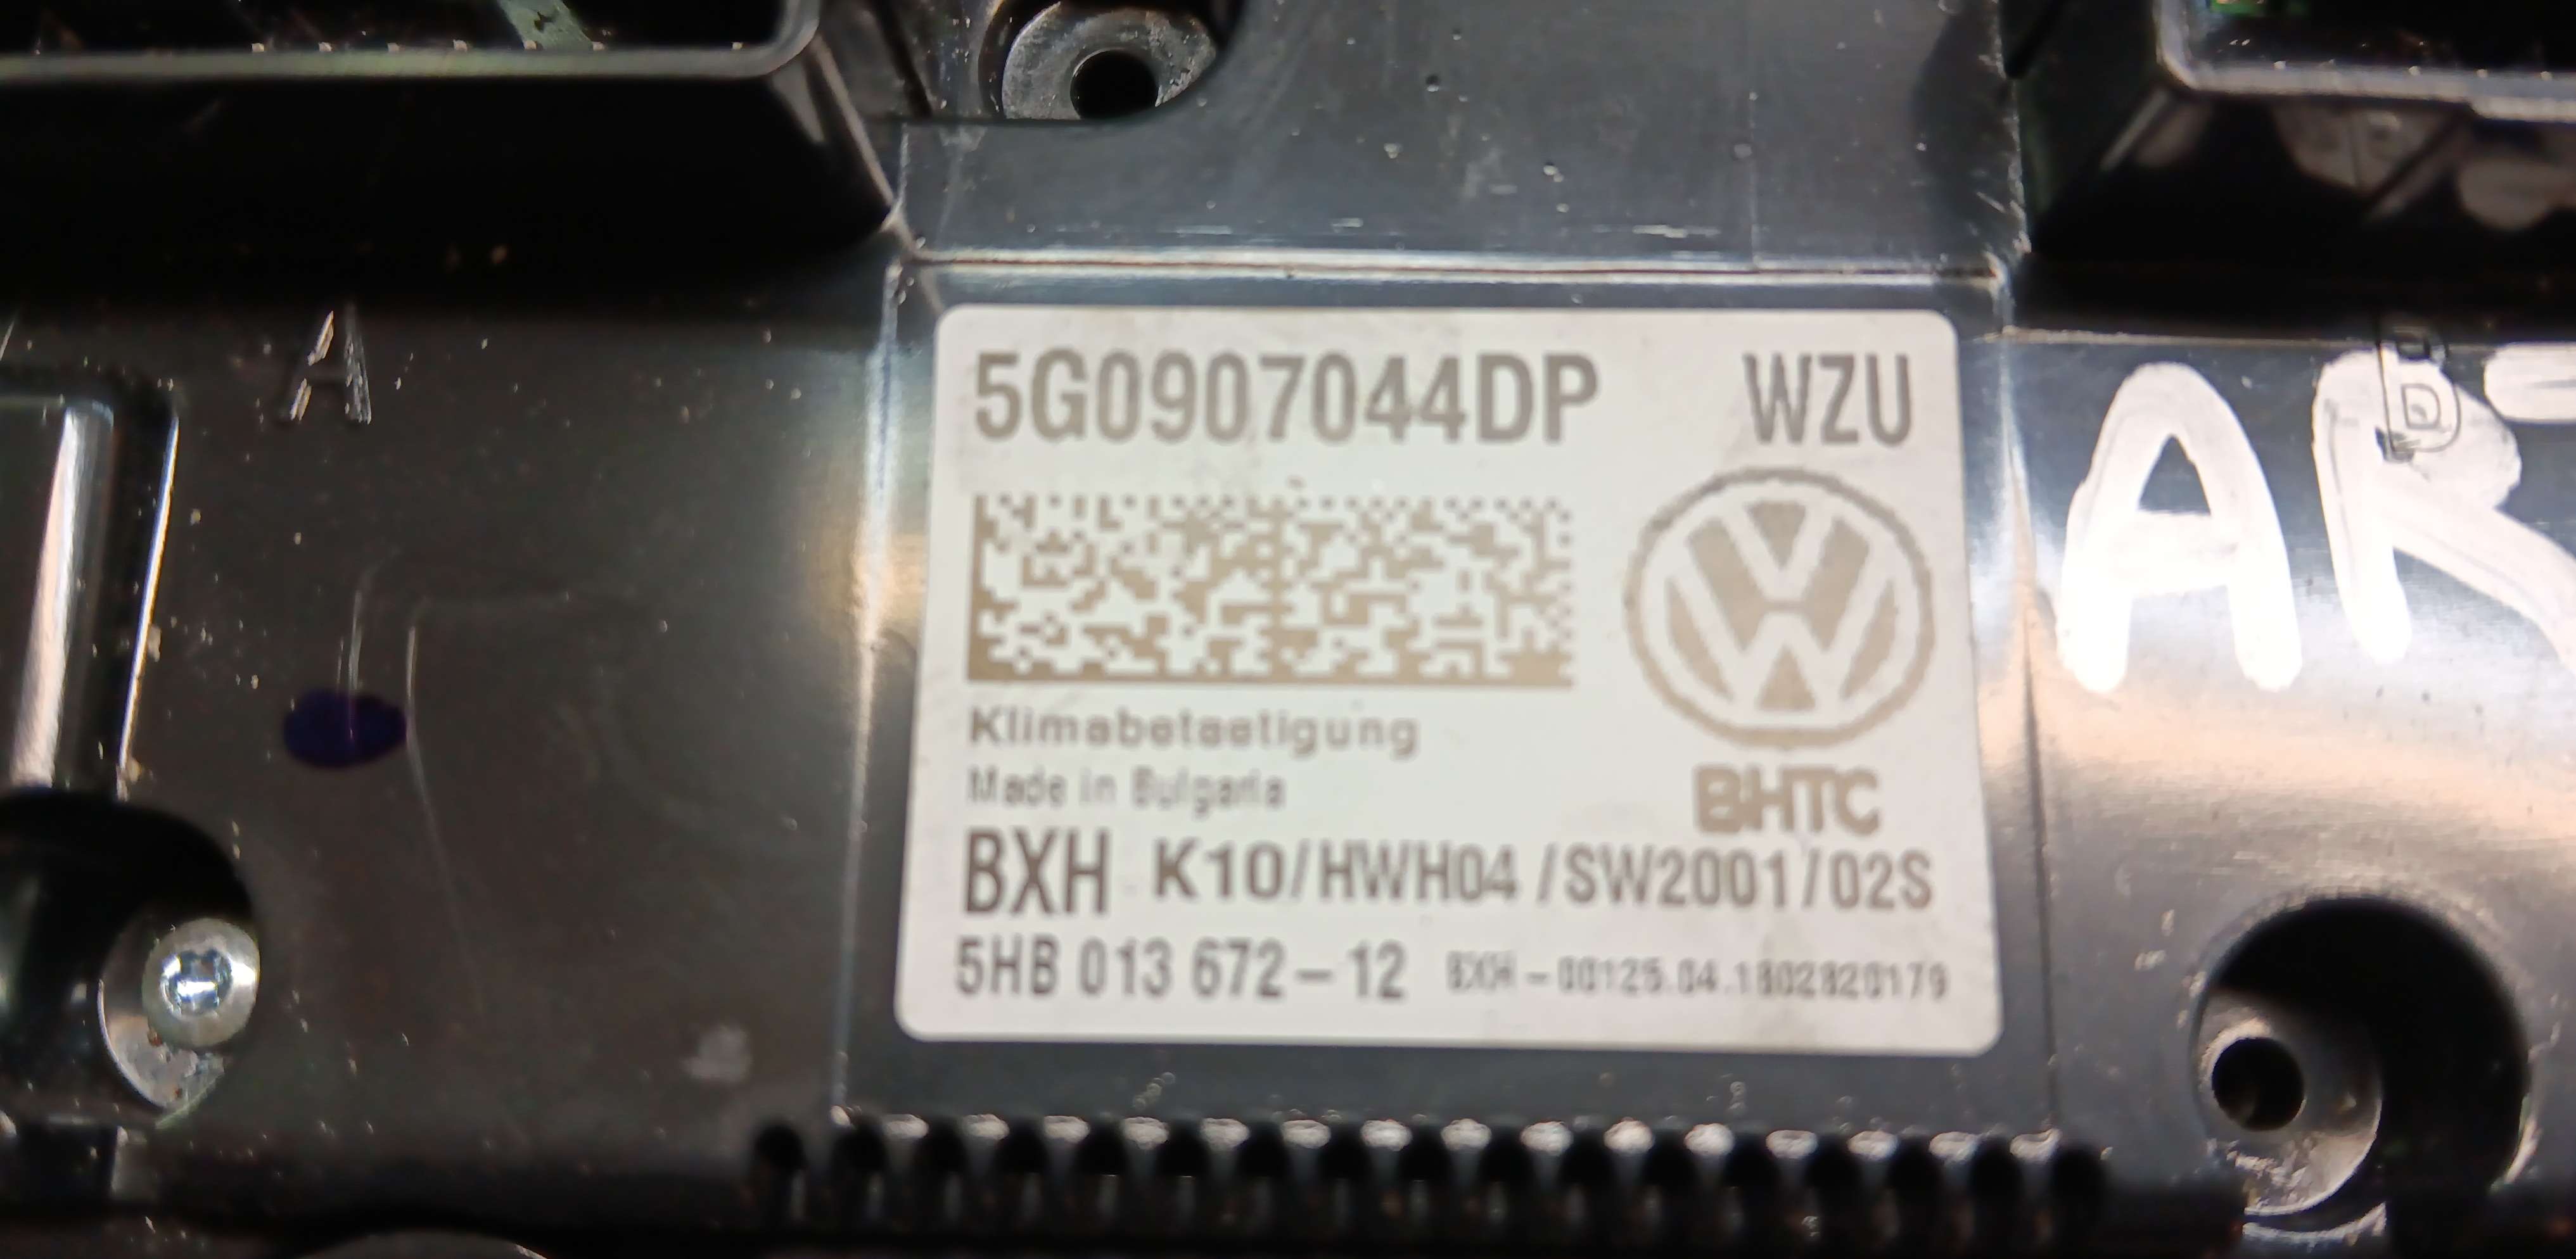 A
5G0907044DP WZU
Klimabetaetigung
Made in Bulgaria
BHTC
BXH K10/HWH04/SW2001/02S
5HB 013 672-12 BXH-00125.04.1802820179
AR
D